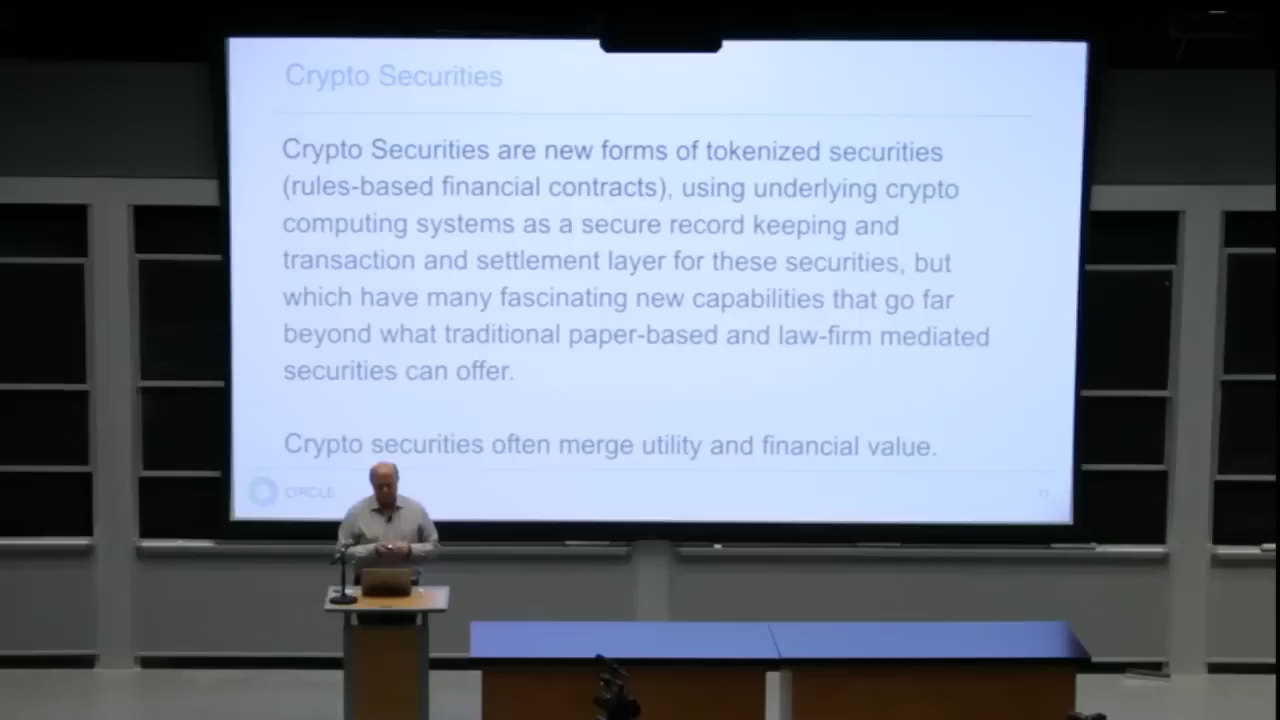 Crypto Securities
Crypto Securities are new forms of tokenized securities
(rules-based financial contracts), using underlying crypto
computing systems as a secure record keeping and
transaction and settlement layer for these securities, but
which have many fascinating new capabilities that go far
beyond what traditional paper-based and law-firm mediated
securities can offer.
Crypto securities often merge utility and financial value.
CIRCLE